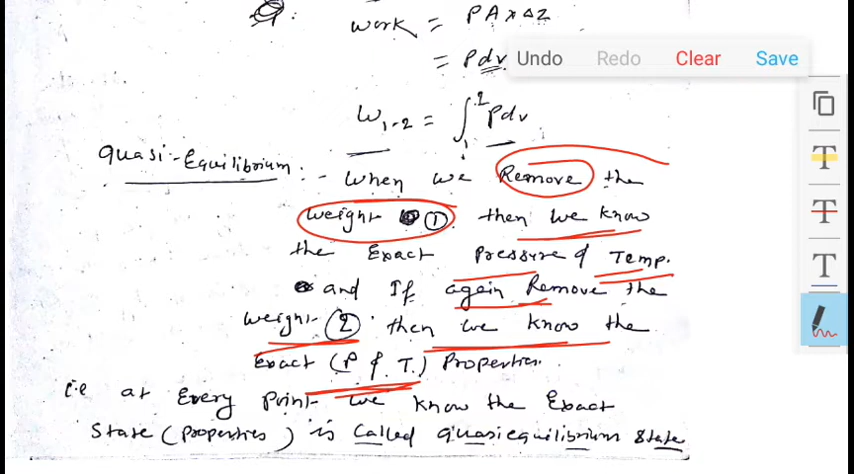 Work = PA × ΔZ
= Pdv
Undo Redo Clear Save
W₁₋₂ = ∫₁² Pdv
Quasi-Equilibrium :- When we Remove the
weight ① then we know
the Exact Pressure & Temp.
and If again Remove the
weight ② then we know the
Exact (P & T.) Properties.
i.e at Every Point we know the Exact
State (Properties) is Called quasiequilibrium State
T
T
T